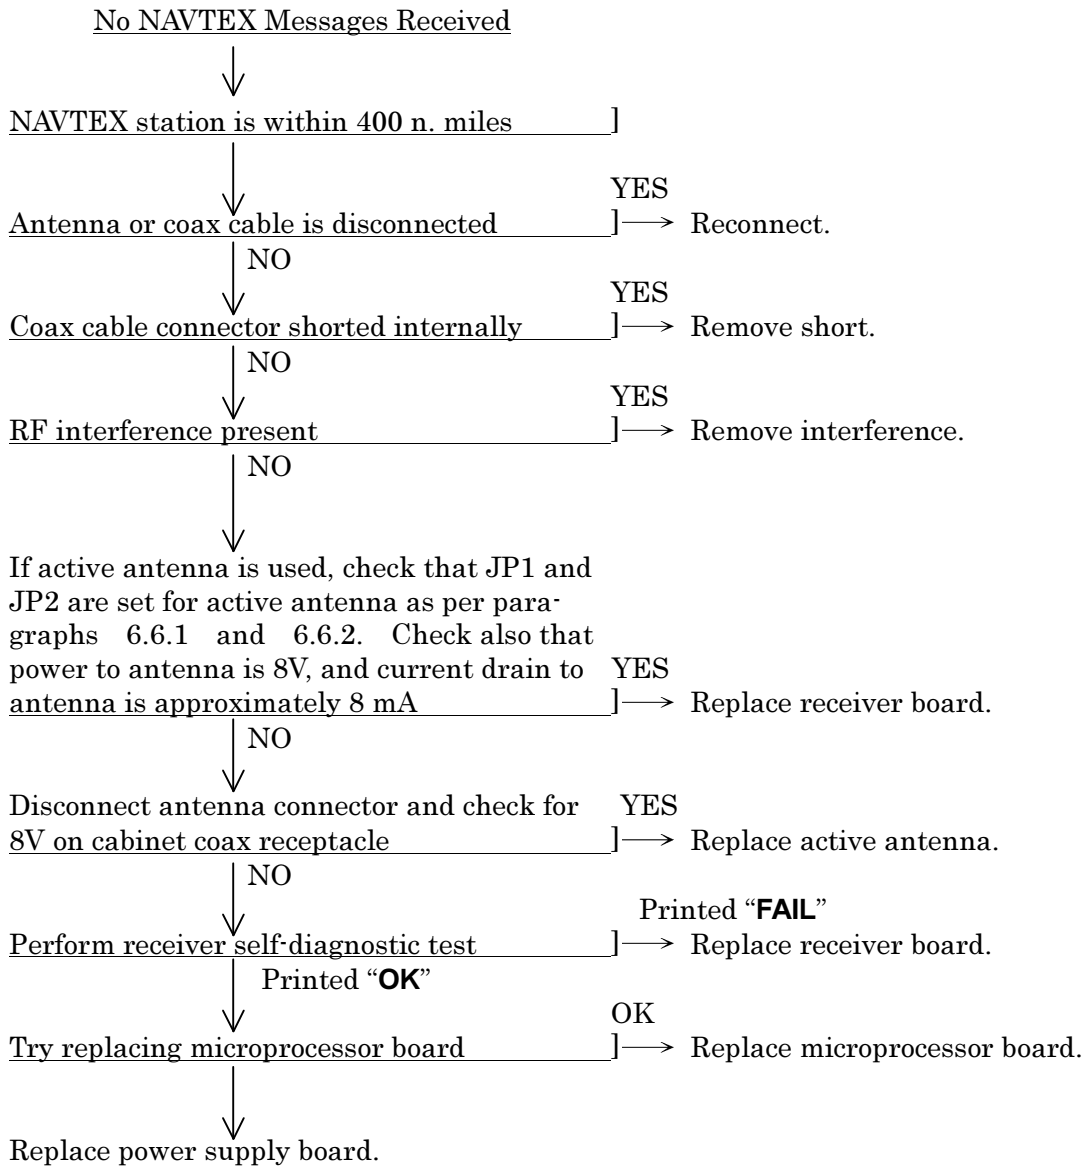 No NAVTEX Messages Received
NAVTEX station is within 400 n. miles ]
YES
Antenna or coax cable is disconnected ] Reconnect.
NO
YES
Coax cable connector shorted internally ] Remove short.
NO
YES
RF interference present ] Remove interference.
NO
If active antenna is used, check that JP1 and
JP2 are set for active antenna as per para-
graphs 6.6.1 and 6.6.2. Check also that
power to antenna is 8V, and current drain to YES
antenna is approximately 8 mA ] Replace receiver board.
NO
Disconnect antenna connector and check for YES
8V on cabinet coax receptacle ] Replace active antenna.
NO
Printed “FAIL”
Perform receiver self-diagnostic test ] Replace receiver board.
Printed “OK”
OK
Try replacing microprocessor board ] Replace microprocessor board.
Replace power supply board.